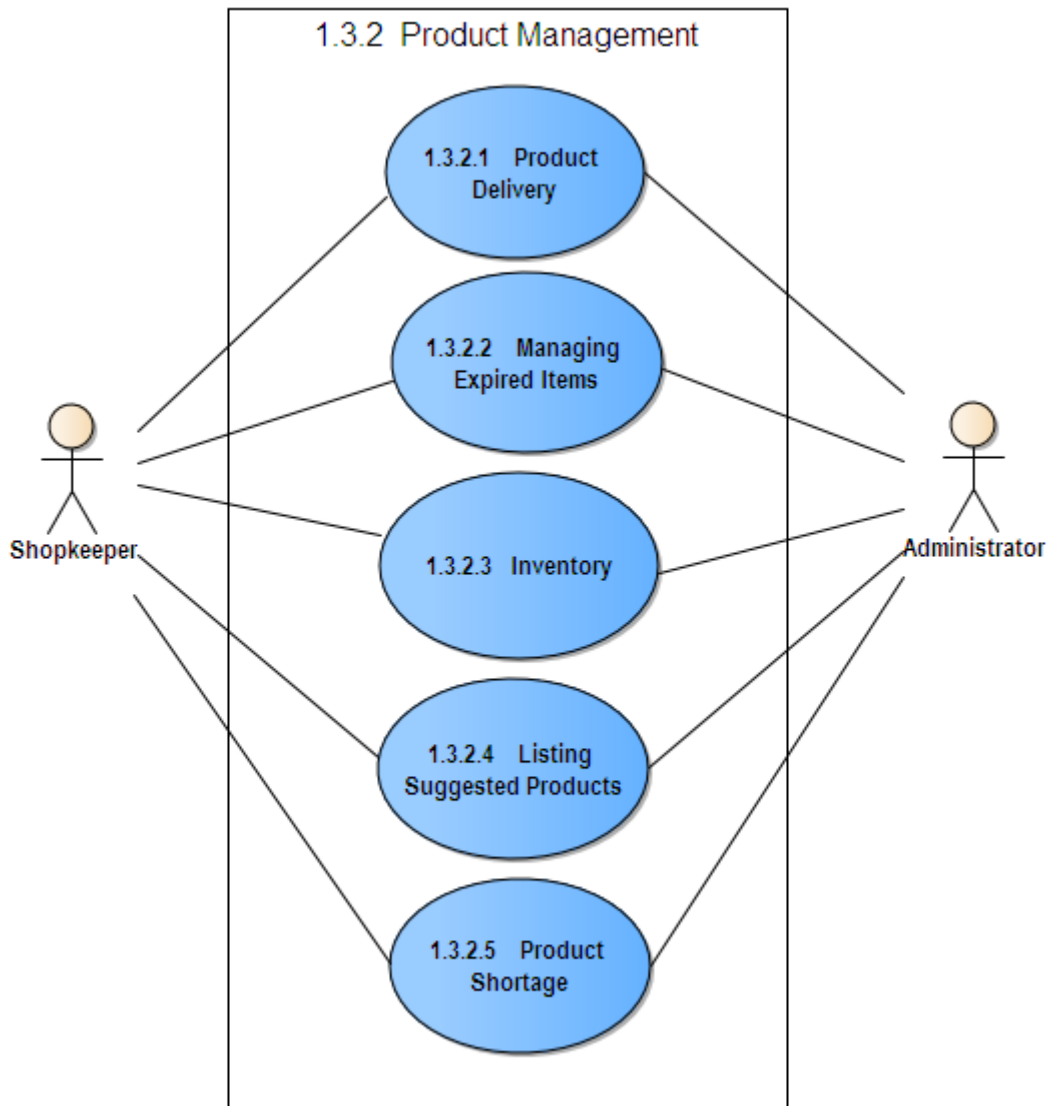 1.3.2 Product Management
1.3.2.1 Product
Delivery
1.3.2.2 Managing
Expired Items
Shopkeeper
1.3.2.3 Inventory
Administrator
1.3.2.4 Listing
Suggested Products
1.3.2.5 Product
Shortage